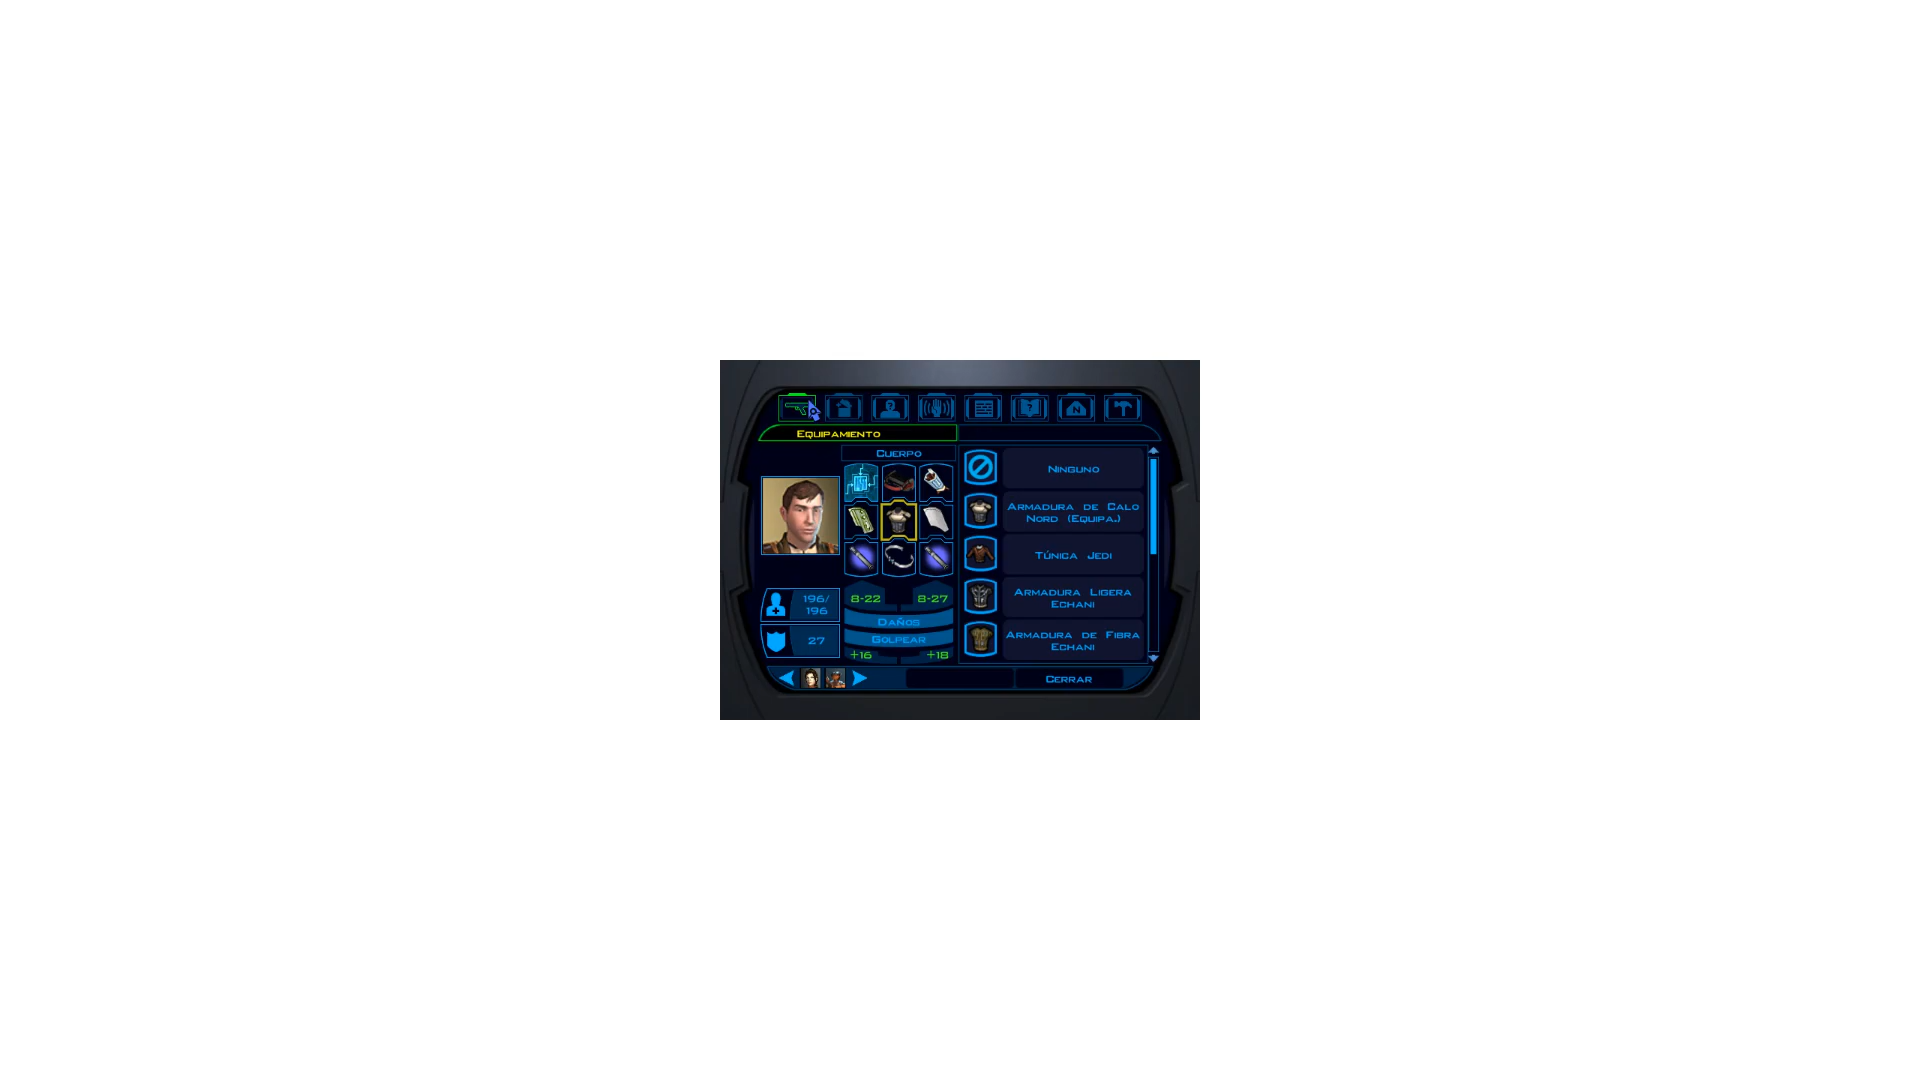 Equipamiento
Cuerpo
Ninguno
Armadura de Calo
Nord (Equipa.)
Túnica Jedi
Armadura Ligera
Echani
Armadura de Fibra
Echani
196/
196
27
8-22 8-27
Daños
Golpear
+16 +18
Cerrar